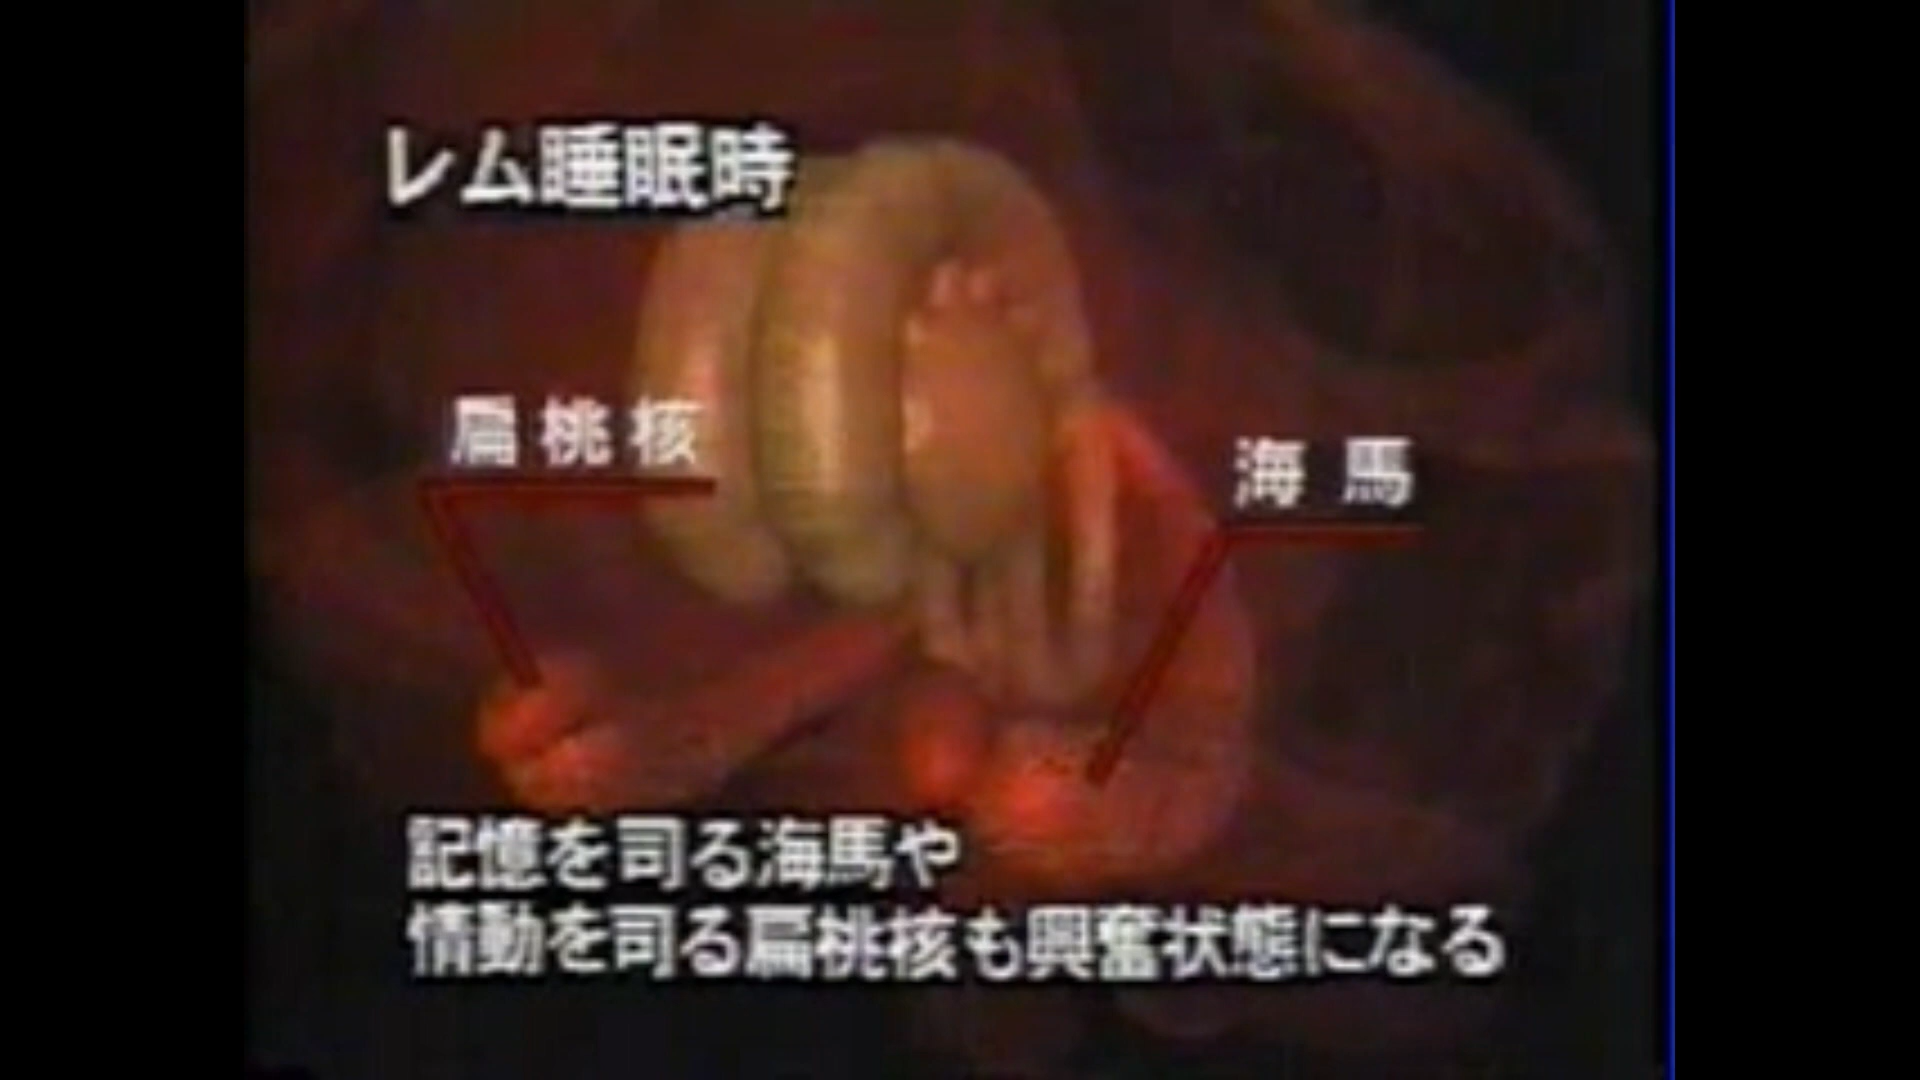 レム睡眠時
扁桃核
海馬
記憶を司る海馬や
情動を司る扁桃核も興奮状態になる